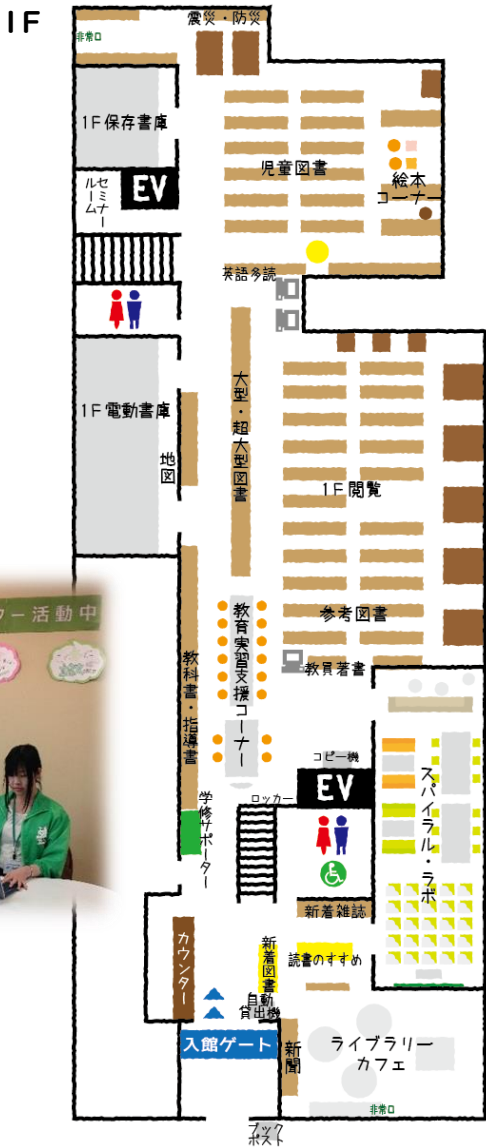 1F
震災・防災
非常口
1F保存書庫
児童図書
絵本
コーナー
セミナー
ルーム
EV
英語多読
大型・超大型図書
1F電動書庫
地図
1F閲覧
参考図書
教員著書
教育実習支援コーナー
教科書・指導書
ター活動中
コピー機
EV
ロッカー
学修サポーター
スパイラル・ラボ
新着雑誌
読書のすすめ
新着図書
カウンター
自動
貸出機
入館ゲート
新聞
ライブラリー
カフェ
非常口
ブック
ポスト